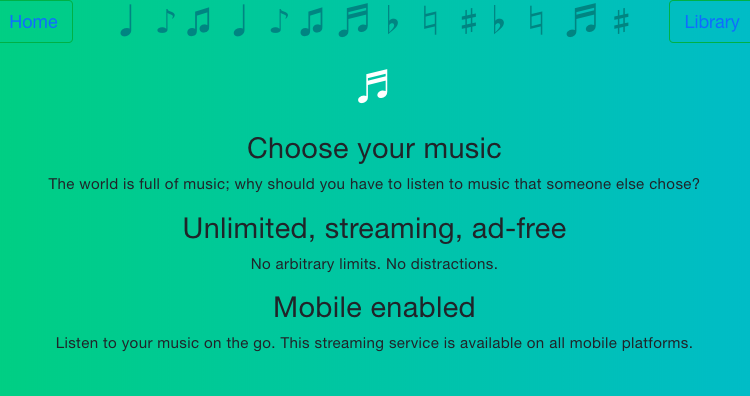 Home
♩ ♪ ♫ ♩ ♪ ♫ ♬ ♭ ♮ ♯ ♭ ♮ ♬ ♯
Library
♬
Choose your music
The world is full of music; why should you have to listen to music that someone else chose?
Unlimited, streaming, ad-free
No arbitrary limits. No distractions.
Mobile enabled
Listen to your music on the go. This streaming service is available on all mobile platforms.